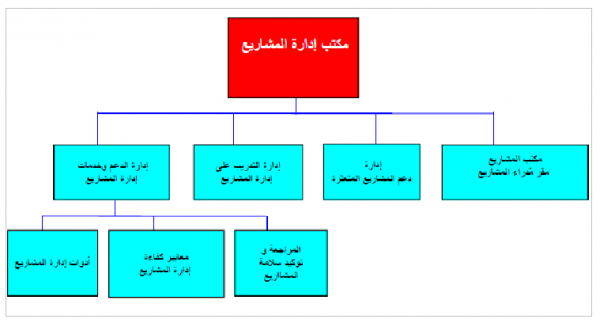 مكتب إدارة المشاريع
مكتب المشاريع
مقر مُدراء المشاريع
إدارة
دعم المشاريع المتعثرة
إدارة التدريب على
إدارة المشاريع
إدارة الدعم وخدمات
إدارة المشاريع
المراجعة و
توكيد سلامة
المشااريع
معايير كفاءة
إدارة المشاريع
أدوات إدارة المشاريع